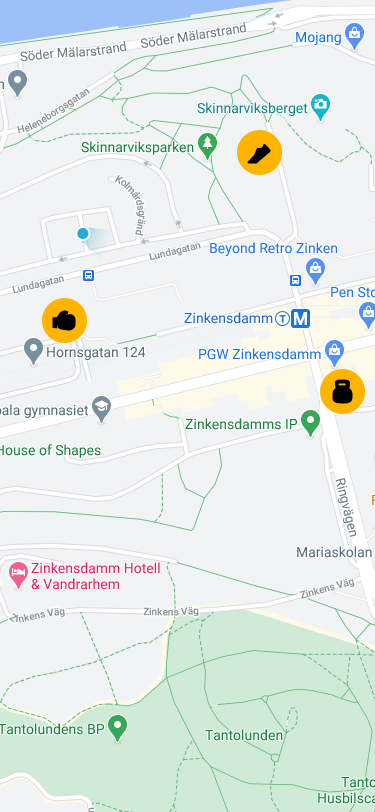 Söder Mälarstrand
Söder Mälarstrand
Mojang
Heleneborgsgatan
Skinnarviksberget
Skinnarviksparken
Kolmårdsgränd
Lundagatan
Beyond Retro Zinken
Lundagatan
Pen Sto
Zinkensdamm T M
Hornsgatan 124
PGW Zinkensdamm
pala gymnasiet
Zinkensdamms IP
House of Shapes
Ringvägen
Mariaskolan
Zinkensdamm Hotell
& Vandrarhem
Zinkens Väg
Zinkens Väg
Zinkens Väg
Tantolundens BP
Tantolunden
Tanto
Husbilsca